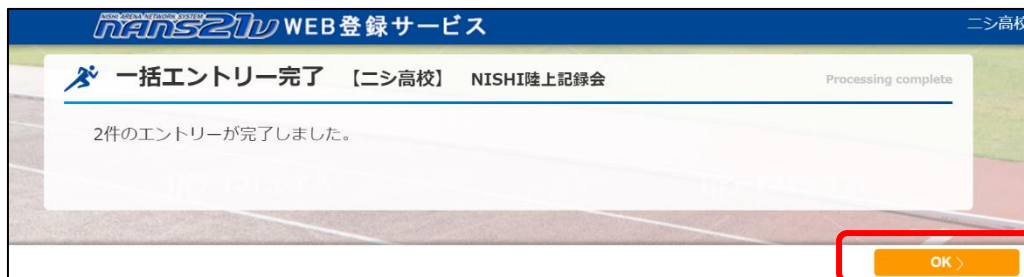 NISHI ARENA NETWORK SYSTEM
nans21V WEB登録サービス
二シ高校
一括エントリー完了 【二シ高校】 NISHI陸上記録会
Processing complete
2件のエントリーが完了しました。
OK >